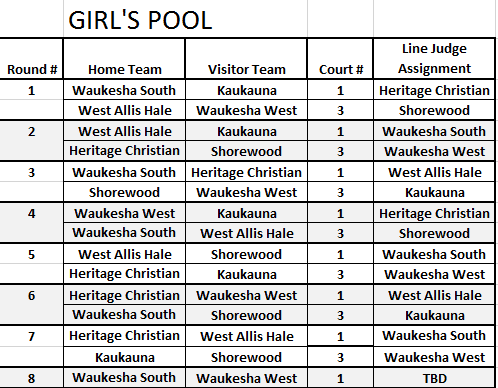 GIRL'S POOL
Round # Home Team Visitor Team Court # Line Judge Assignment
1 Waukesha South Kaukauna 1 Heritage Christian
West Allis Hale Waukesha West 3 Shorewood
2 West Allis Hale Kaukauna 1 Waukesha South
Heritage Christian Shorewood 3 Waukesha West
3 Waukesha South Heritage Christian 1 West Allis Hale
Shorewood Waukesha West 3 Kaukauna
4 Waukesha West Kaukauna 1 Heritage Christian
Waukesha South West Allis Hale 3 Shorewood
5 West Allis Hale Shorewood 1 Waukesha South
Heritage Christian Kaukauna 3 Waukesha West
6 Heritage Christian Waukesha West 1 West Allis Hale
Waukesha South Shorewood 3 Kaukauna
7 Heritage Christian West Allis Hale 1 Waukesha South
Kaukauna Shorewood 3 Waukesha West
8 Waukesha South Waukesha West 1 TBD